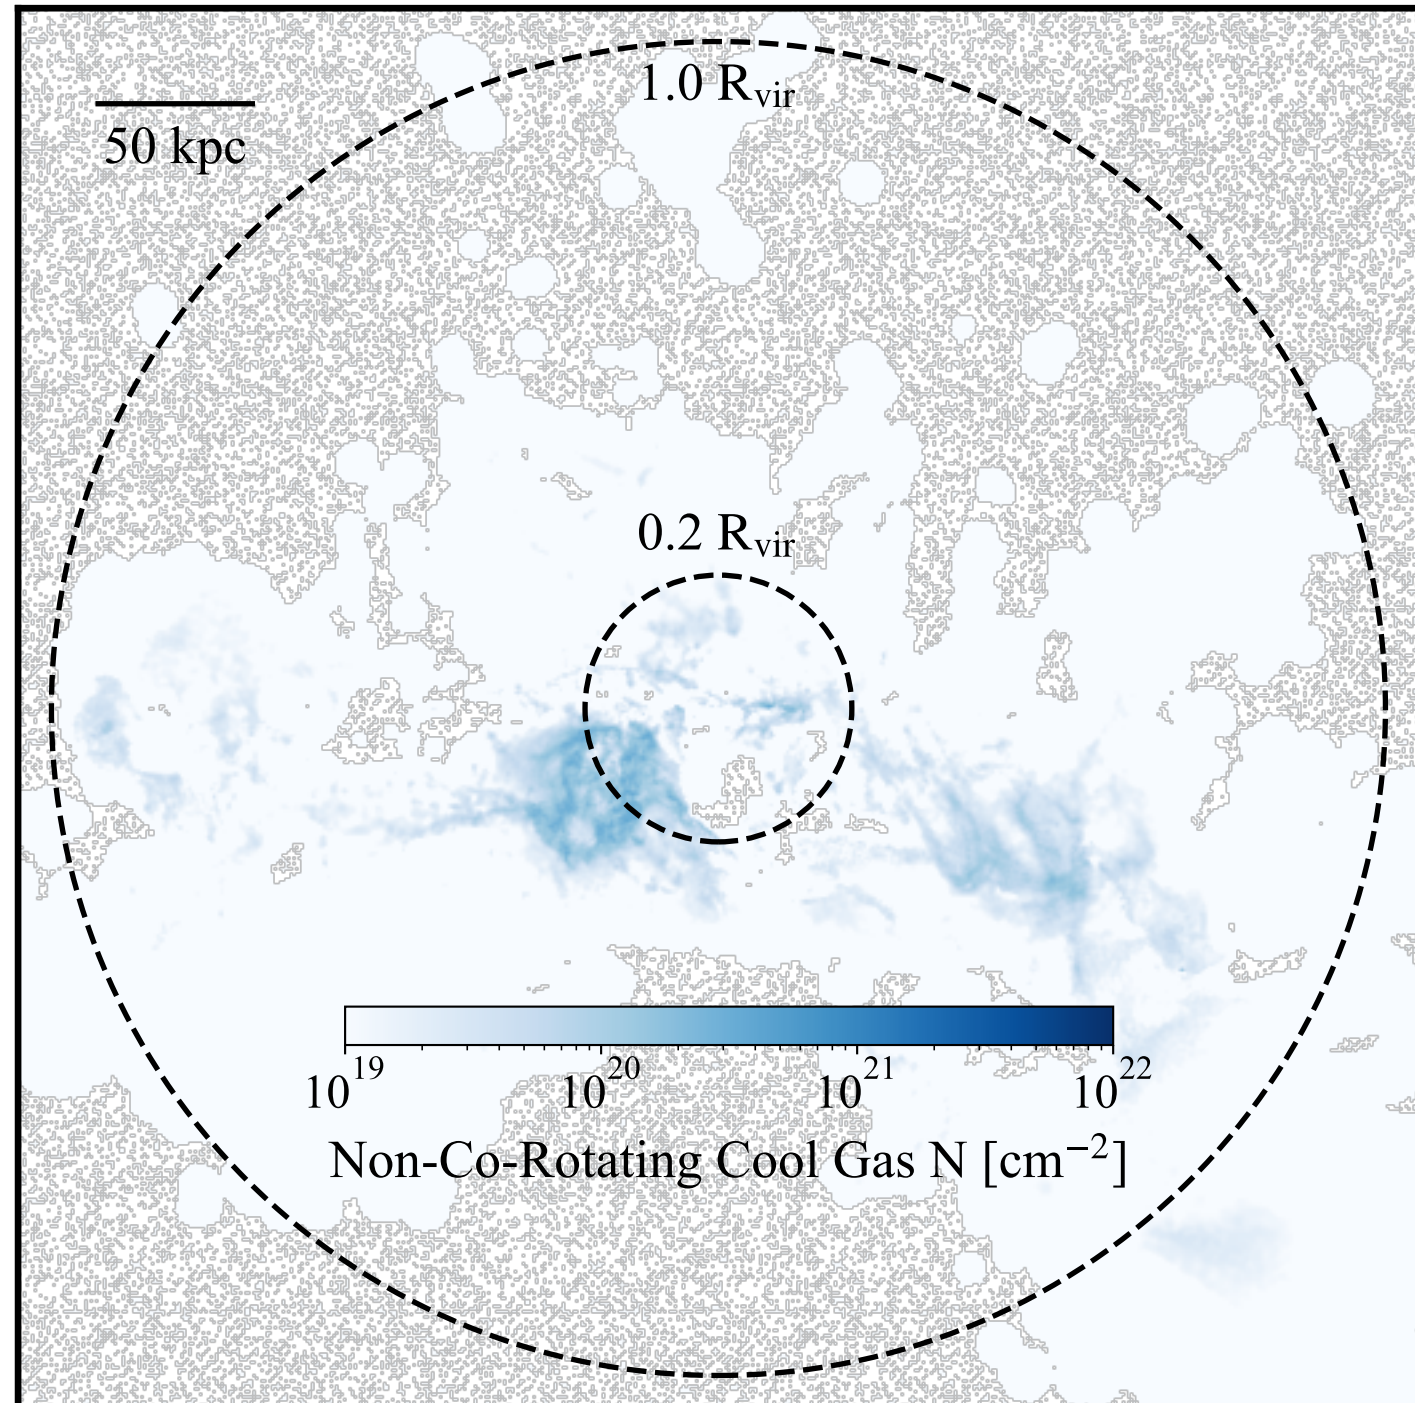 1.0 R_vir
50 kpc
0.2 R_vir
10^19 10^20 10^21 10^22
Non-Co-Rotating Cool Gas N [cm^−2]